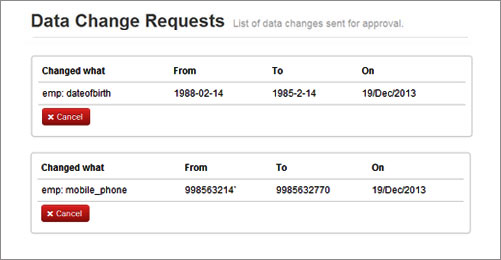 Data Change Requests List of data changes sent for approval.
Changed what From To On
emp: dateofbirth 1988-02-14 1985-2-14 19/Dec/2013
Cancel
Changed what From To On
emp: mobile_phone 998563214` 9985632770 19/Dec/2013
Cancel